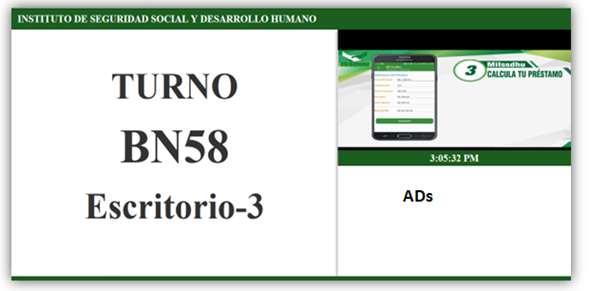 INSTITUTO DE SEGURIDAD SOCIAL Y DESARROLLO HUMANO
TURNO
BN58
Escritorio-3
3
MiIssdhu
CALCULA TU PRÉSTAMO
3:05:32 PM
ADs